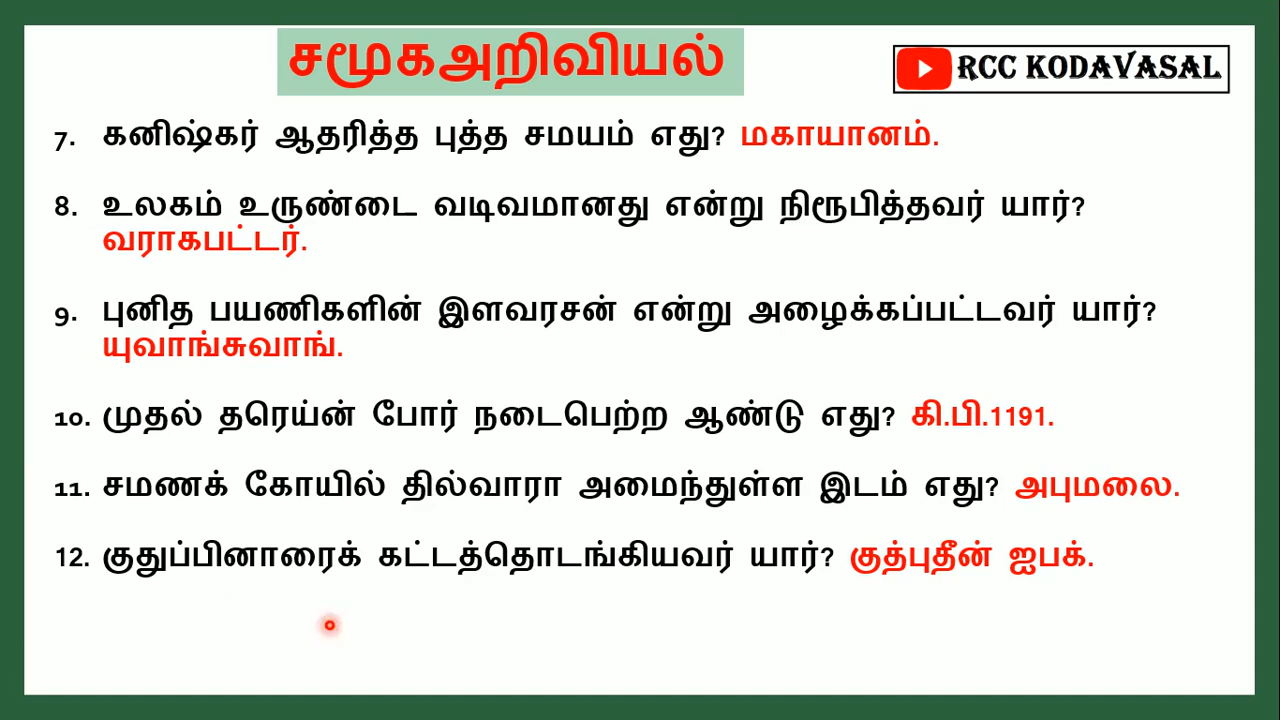 சமூகஅறிவியல்
RCC KODAVASAL
7. கனிஷ்கர் ஆதரித்த புத்த சமயம் எது? மகாயானம்.
8. உலகம் உருண்டை வடிவமானது என்று நிரூபித்தவர் யார்?
வராகபட்டர்.
9. புனித பயணிகளின் இளவரசன் என்று அழைக்கப்பட்டவர் யார்?
யுவாங்சுவாங்.
10. முதல் தரெய்ன் போர் நடைபெற்ற ஆண்டு எது? கி.பி.1191.
11. சமணக் கோயில் தில்வாரா அமைந்துள்ள இடம் எது? அபுமலை.
12. குதுப்பினாரைக் கட்டத்தொடங்கியவர் யார்? குத்புதீன் ஐபக்.